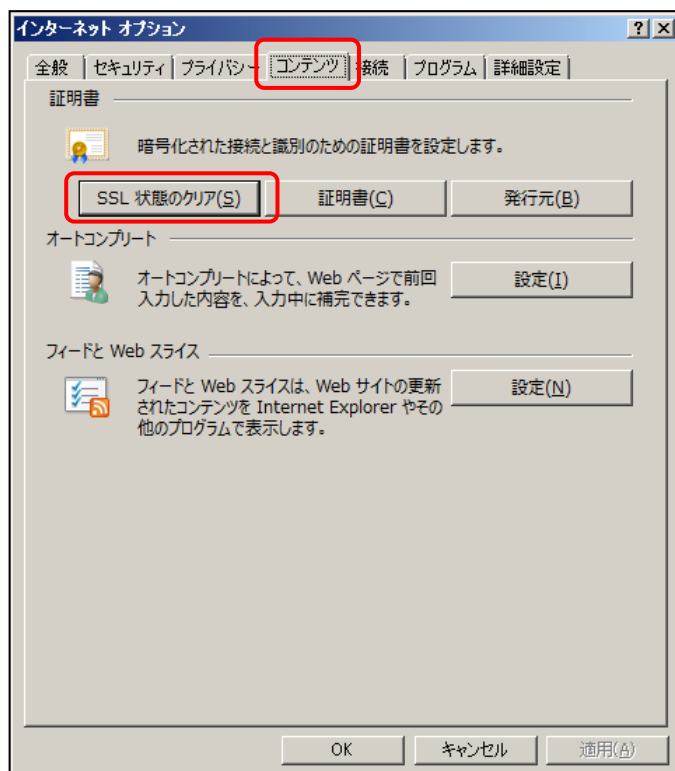 インターネット オプション
全般 セキュリティ プライバシー コンテンツ 接続 プログラム 詳細設定
証明書
暗号化された接続と識別のための証明書を設定します。
SSL 状態のクリア(S) 証明書(C) 発行元(B)
オートコンプリート
オートコンプリートによって、Web ページで前回 設定(I)
入力した内容を、入力中に補完できます。
フィードと Web スライス
フィードと Web スライスは、Web サイトの更新 設定(N)
されたコンテンツを Internet Explorer やその
他のプログラムで表示します。
OK キャンセル 適用(A)